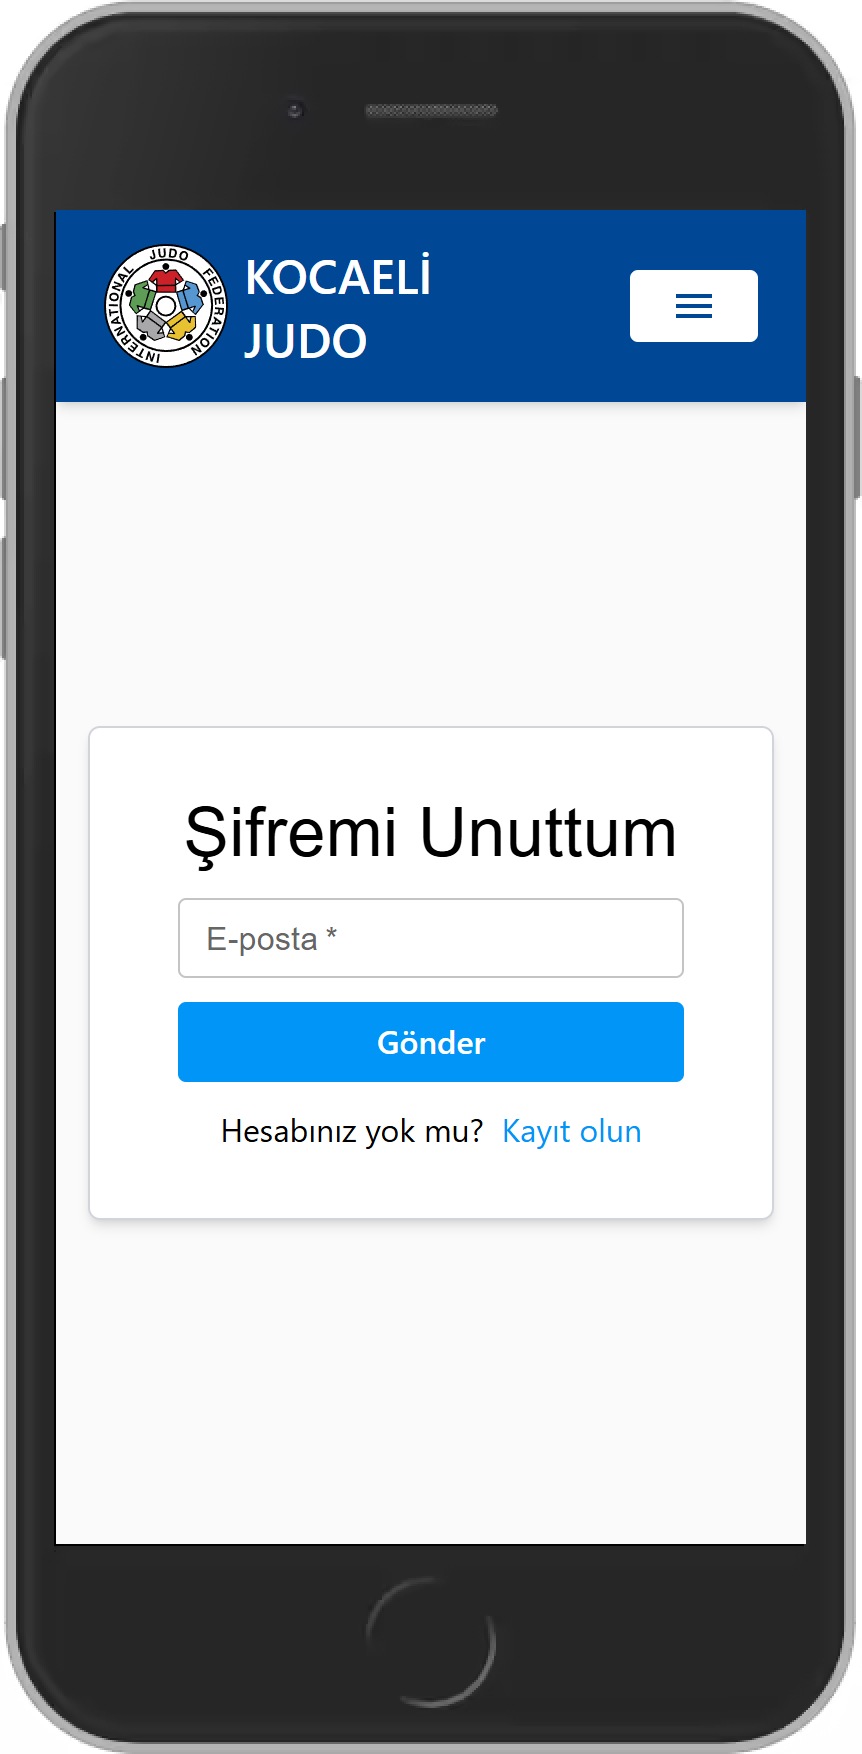 INTERNATIONAL JUDO FEDERATION
KOCAELİ
JUDO
Şifremi Unuttum
E-posta *
Gönder
Hesabınız yok mu? Kayıt olun